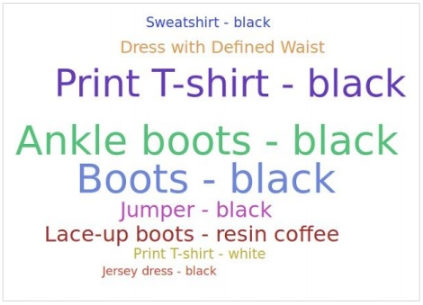 Sweatshirt - black
Dress with Defined Waist
Print T-shirt - black
Ankle boots - black
Boots - black
Jumper - black
Lace-up boots - resin coffee
Print T-shirt - white
Jersey dress - black